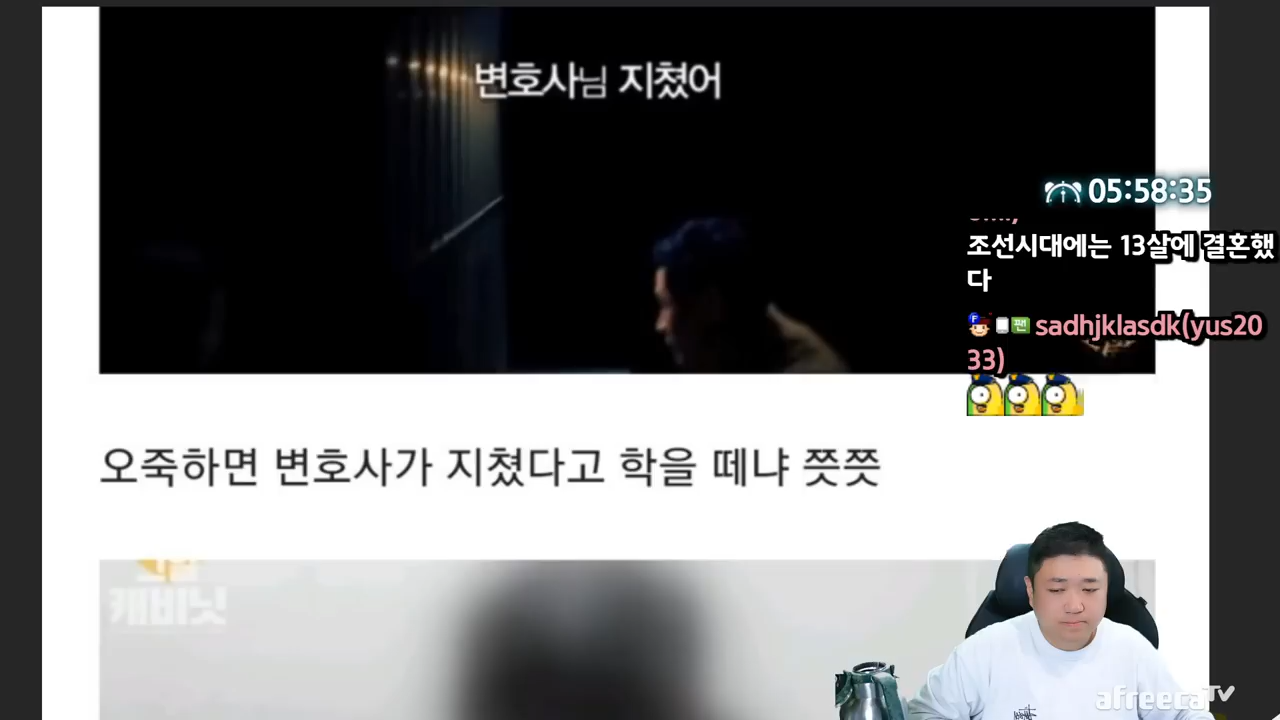 변호사님 지쳤어
05:58:35
조선시대에는 13살에 결혼했
다
sadhjklasdk(yus20
33)
오죽하면 변호사가 지쳤다고 학을 떼냐 쯧쯧
캐비닛
afreecaTV